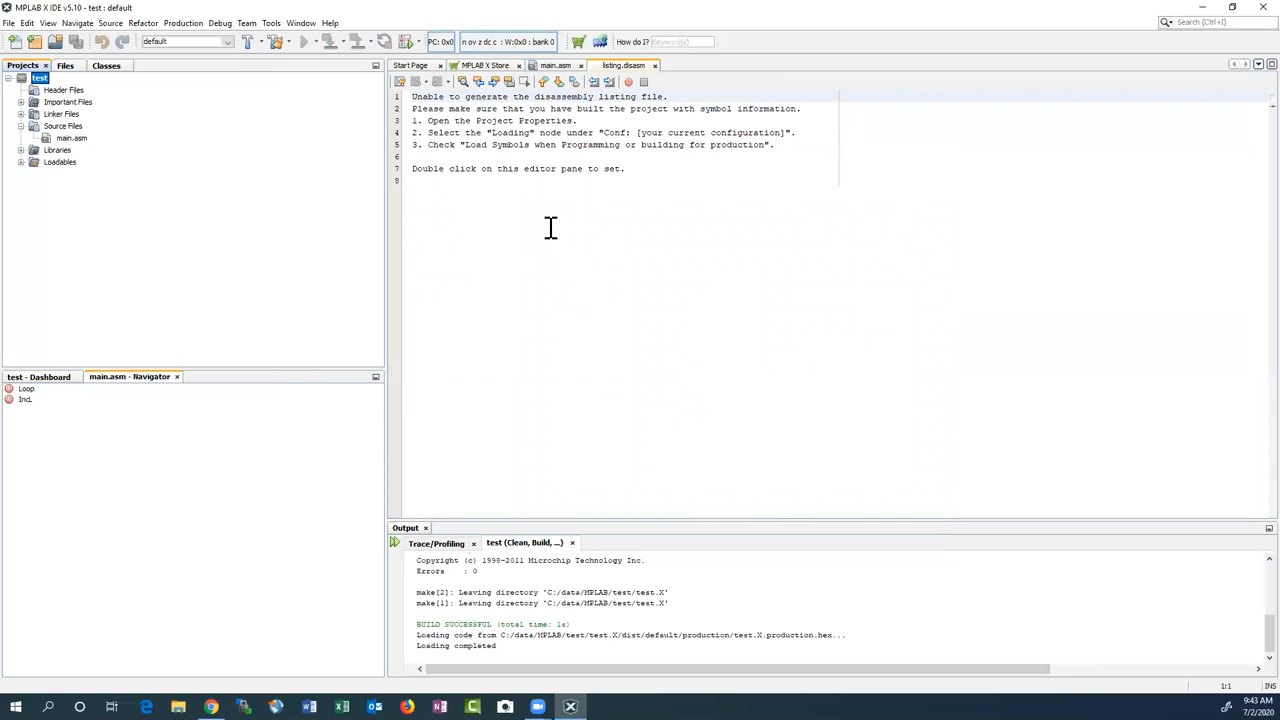 MPLAB X IDE v5.10 - test : default
File Edit View Navigate Source Refactor Production Debug Team Tools Window Help
Search (Ctrl+I)
default
PC: 0x0
n ov z dc c : W:0x0 : bank 0
How do I?
Keyword(s)
Projects × Files Classes
Start Page
MPLAB X Store
main.asm
listing.disasm
test
Header Files
Important Files
Linker Files
Source Files
main.asm
Libraries
Loadables
1 Unable to generate the disassembly listing file.
2 Please make sure that you have built the project with symbol information.
3 1. Open the Project Properties.
4 2. Select the "Loading" node under "Conf: [your current configuration]".
5 3. Check "Load Symbols when Programming or building for production".
6
7 Double click on this editor pane to set.
8
test - Dashboard
main.asm - Navigator ×
Loop
IncL
Output ×
Trace/Profiling ×
test (Clean, Build, ...) ×
Copyright (c) 1998-2011 Microchip Technology Inc.
Errors : 0
make[2]: Leaving directory 'C:/data/MPLAB/test/test.X'
make[1]: Leaving directory 'C:/data/MPLAB/test/test.X'
BUILD SUCCESSFUL (total time: 1s)
Loading code from C:/data/MPLAB/test/test.X/dist/default/production/test.X.production.hex...
Loading completed
1:1
INS
9:43 AM
7/2/2020